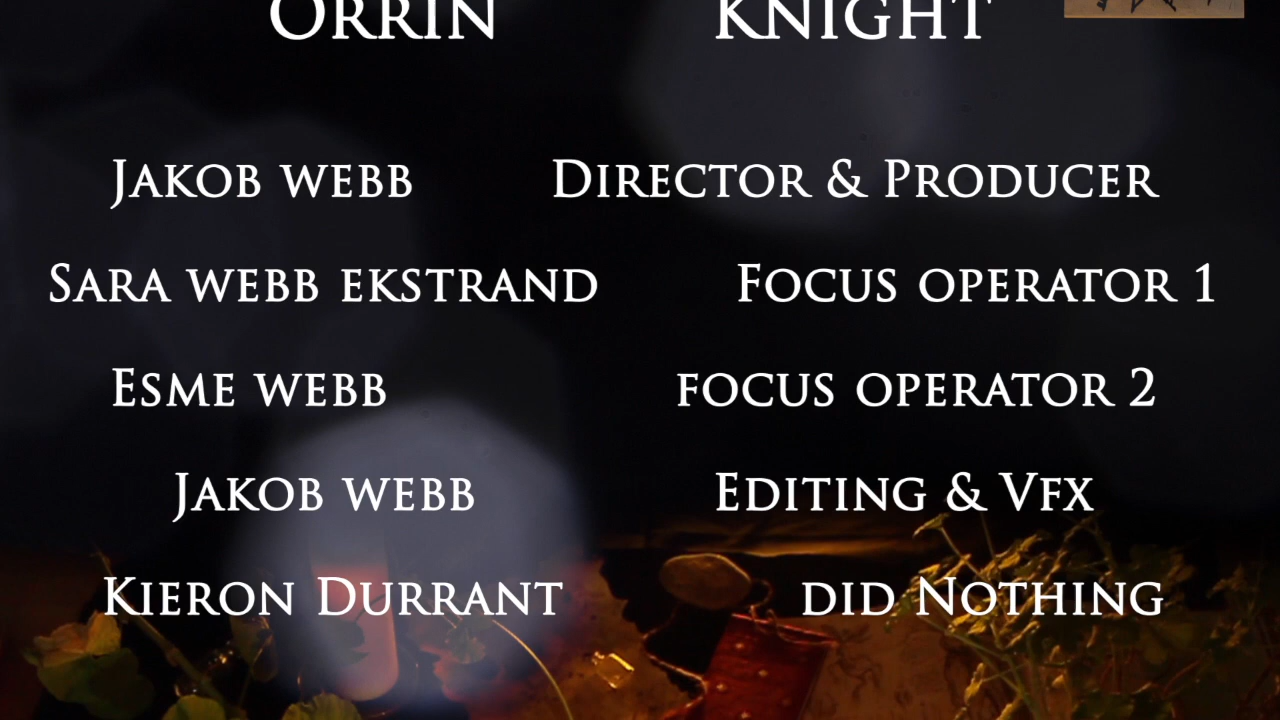 Orrin Knight
Jakob webb Director & Producer
Sara webb ekstrand Focus operator 1
Esme webb focus operator 2
Jakob webb Editing & Vfx
Kieron Durrant did Nothing